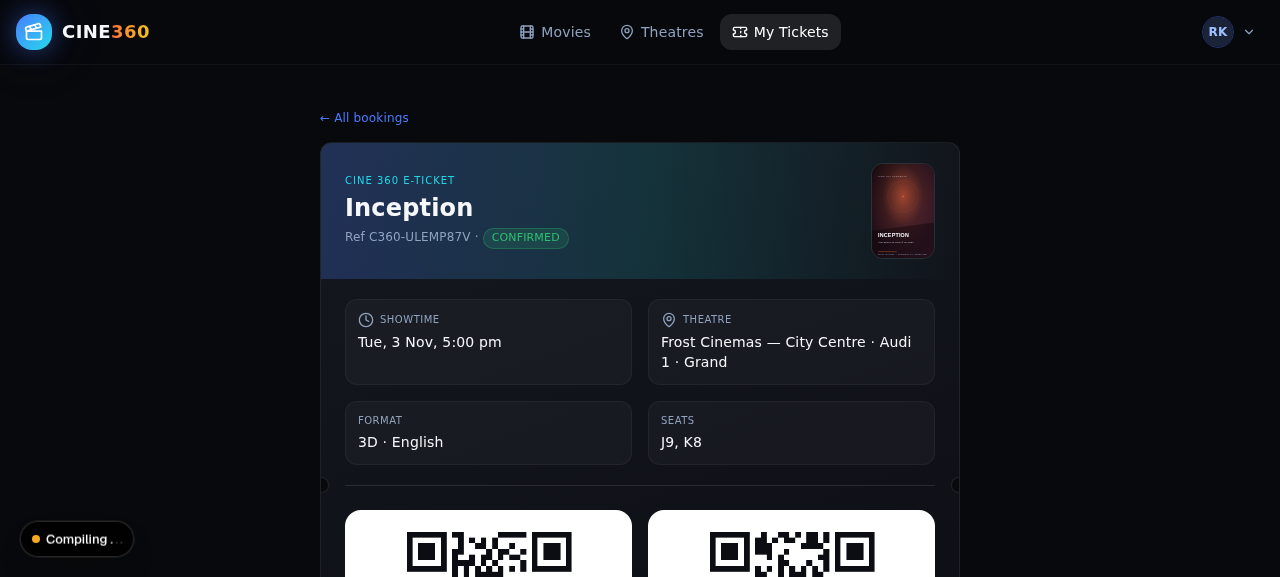 CINE360
Movies
Theatres
My Tickets
RK
← All bookings
CINE 360 E-TICKET
Inception
Ref C360-ULEMP87V · CONFIRMED
INCEPTION
SHOWTIME
Tue, 3 Nov, 5:00 pm
THEATRE
Frost Cinemas — City Centre · Audi
1 · Grand
FORMAT
3D · English
SEATS
J9, K8
Compiling...